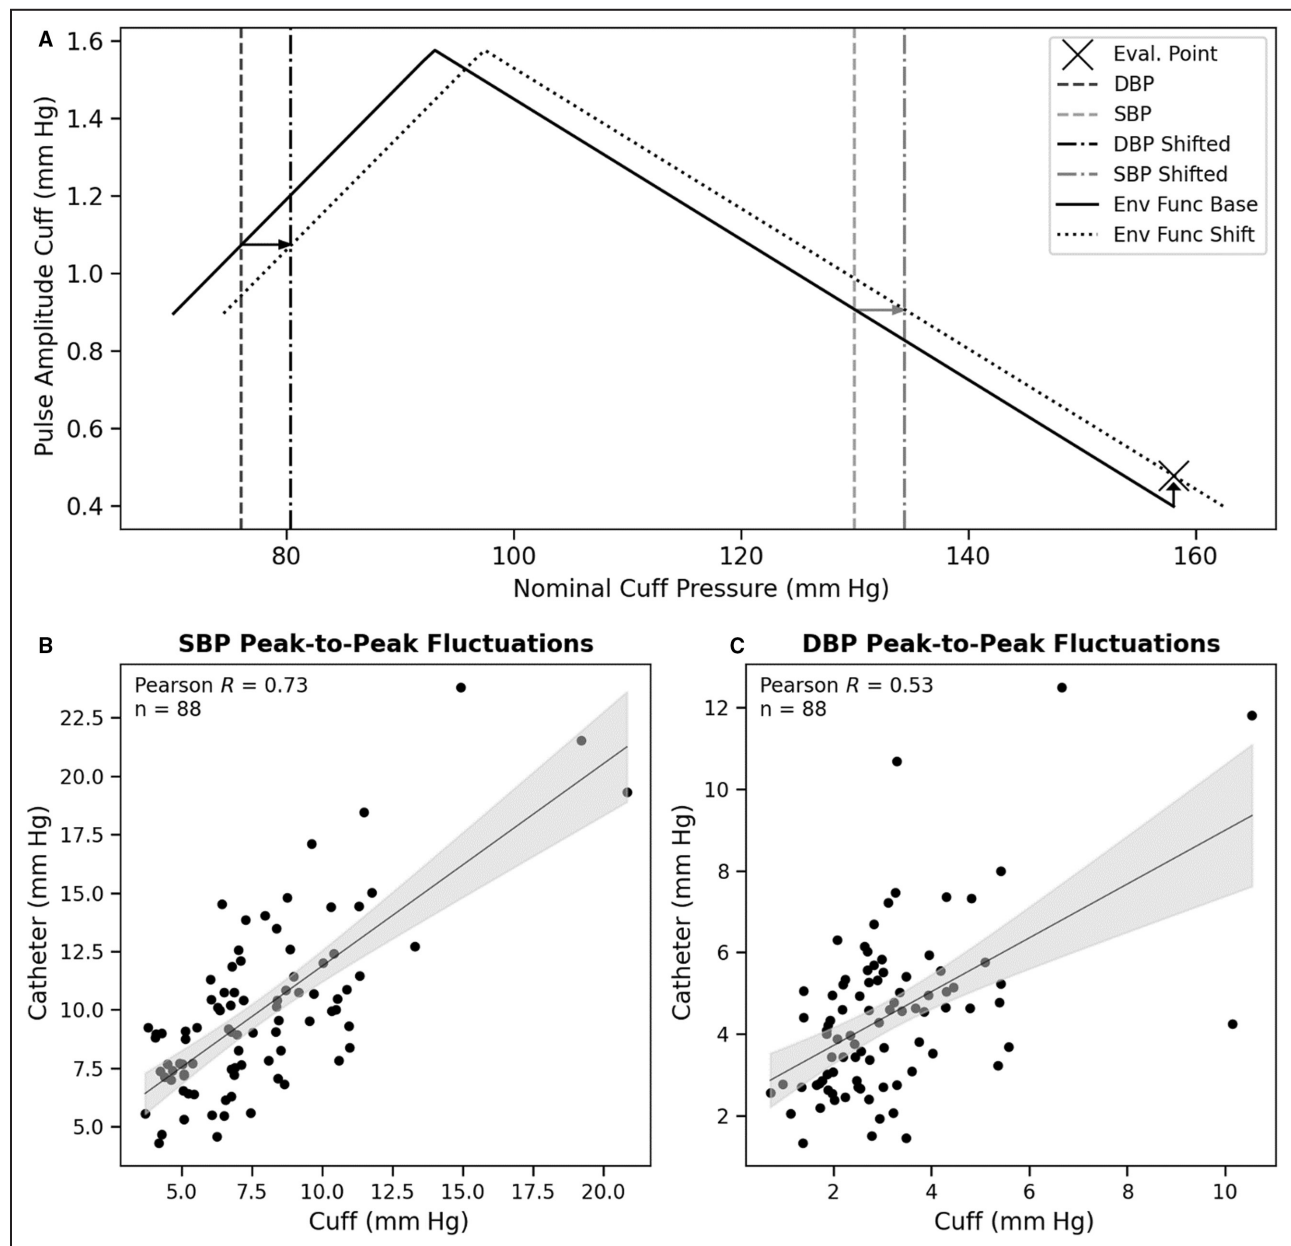 A
Pulse Amplitude Cuff (mm Hg)
1.6
1.4
1.2
1.0
0.8
0.6
0.4
80
100
120
140
160
Nominal Cuff Pressure (mm Hg)
Eval. Point
DBP
SBP
DBP Shifted
SBP Shifted
Env Func Base
Env Func Shift
B
SBP Peak-to-Peak Fluctuations
Pearson R = 0.73
n = 88
Catheter (mm Hg)
22.5
20.0
17.5
15.0
12.5
10.0
7.5
5.0
5.0
7.5
10.0
12.5
15.0
17.5
20.0
Cuff (mm Hg)
C
DBP Peak-to-Peak Fluctuations
Pearson R = 0.53
n = 88
Catheter (mm Hg)
12
10
8
6
4
2
2
4
6
8
10
Cuff (mm Hg)